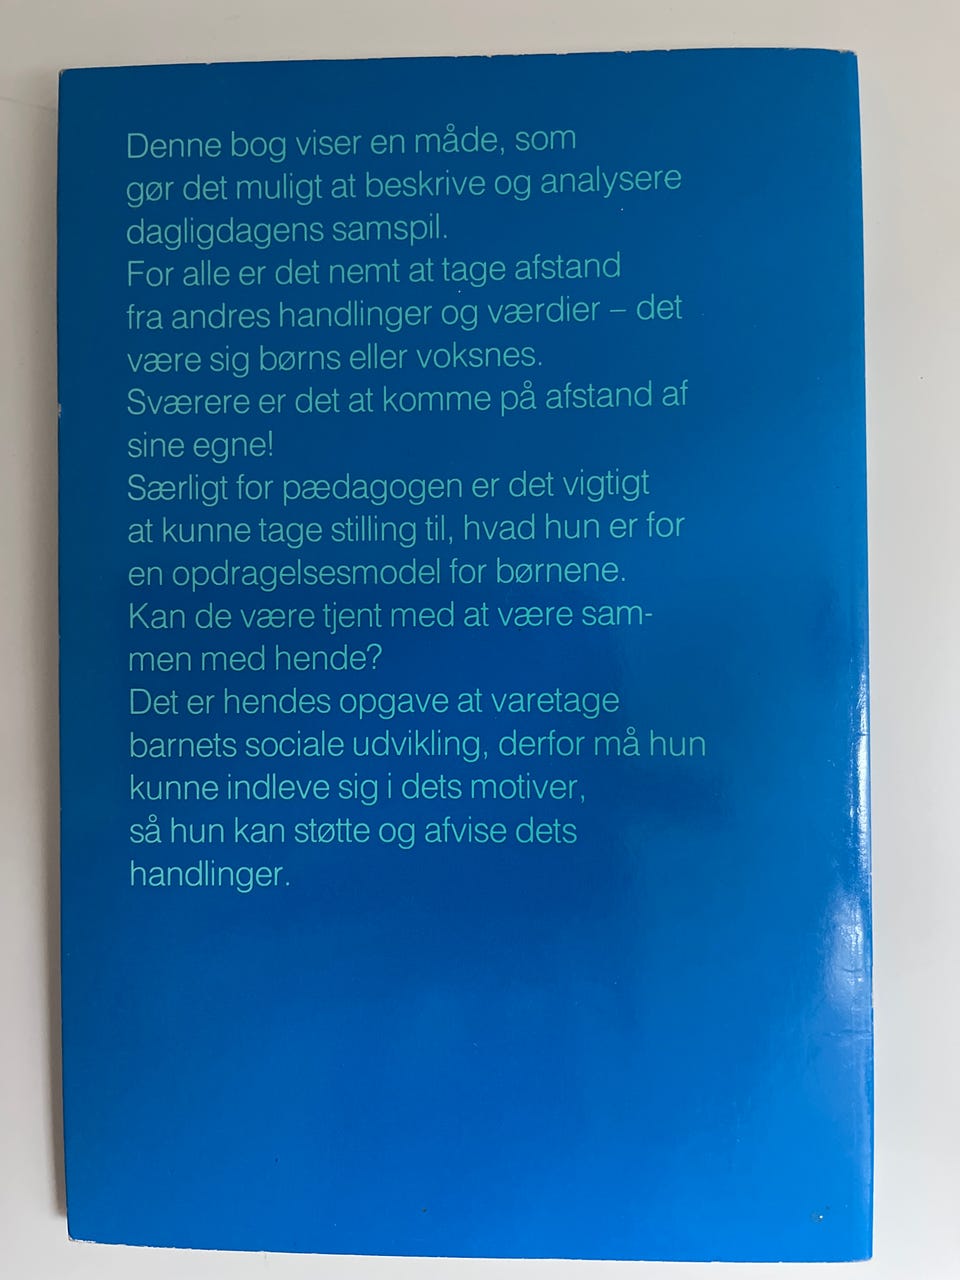 Denne bog viser en måde, som
gør det muligt at beskrive og analysere
dagligdagens samspil.
For alle er det nemt at tage afstand
fra andres handlinger og værdier – det
være sig børns eller voksnes.
Sværere er det at komme på afstand af
sine egne!
Særligt for pædagogen er det vigtigt
at kunne tage stilling til, hvad hun er for
en opdragelsesmodel for børnene.
Kan de være tjent med at være sam-
men med hende?
Det er hendes opgave at varetage
barnets sociale udvikling, derfor må hun
kunne indleve sig i dets motiver,
så hun kan støtte og afvise dets
handlinger.